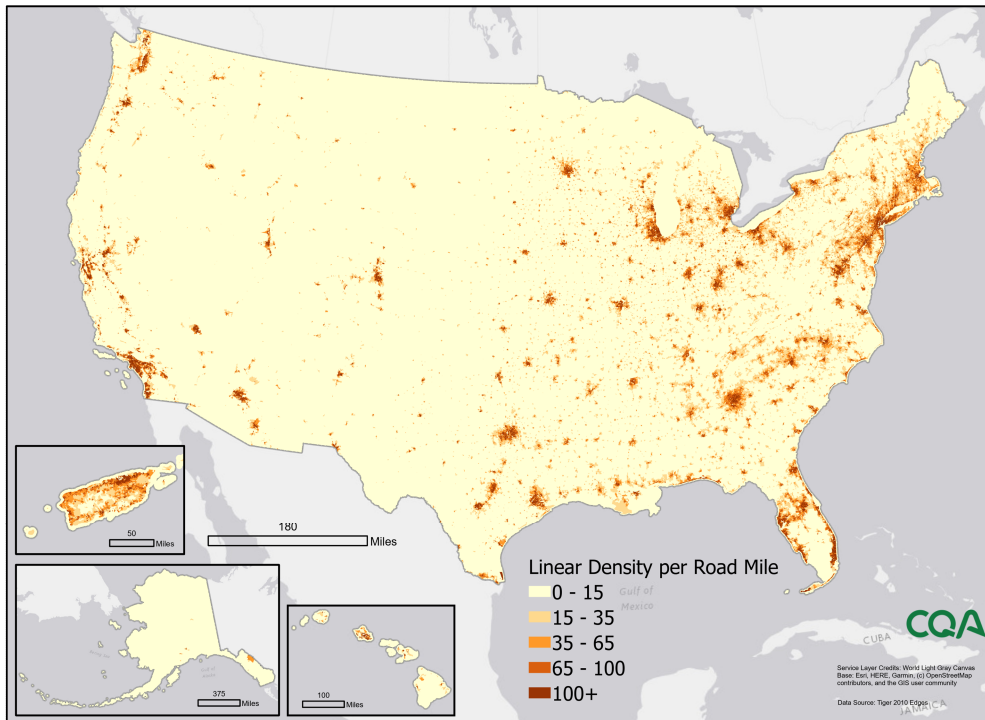 50
Miles
180
Miles
375
Miles
100
Miles
Linear Density per Road Mile
0 - 15
15 - 35
35 - 65
65 - 100
100+
Gulf of
Mexico
CUBA
JAMAICA
CQA
Service Layer Credits: World Light Gray Canvas
Base: Esri, HERE, Garmin, (c) OpenStreetMap
contributors, and the GIS user community
Data Source: Tiger 2010 Edges